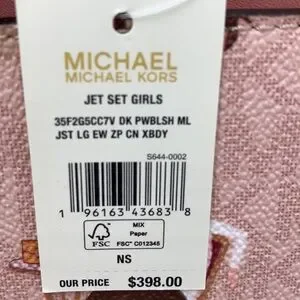 MICHAEL
MICHAEL KORS
JET SET GIRLS
35F2G5CC7V DK PWBLSH ML
JST LG EW ZP CN XBDY
S644-0002
1 96163 43683 8
FSC
MIX
Paper
FSC® C012345
NS
OUR PRICE $398.00